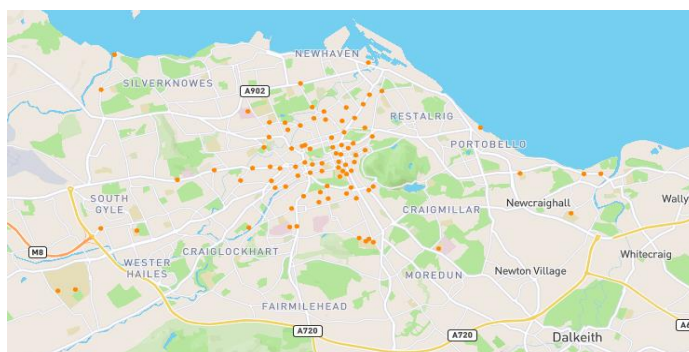 NEWHAVEN
SILVERKNOWES
A902
RESTALRIG
PORTOBELLO
SOUTH
GYLE
Newcraighall
Wally
CRAIGMILLAR
M8
WESTER
HAILES
CRAIGLOCKHART
Whitecraig
MOREDUN
Newton Village
FAIRMILEHEAD
A720
A720
Dalkeith
A6